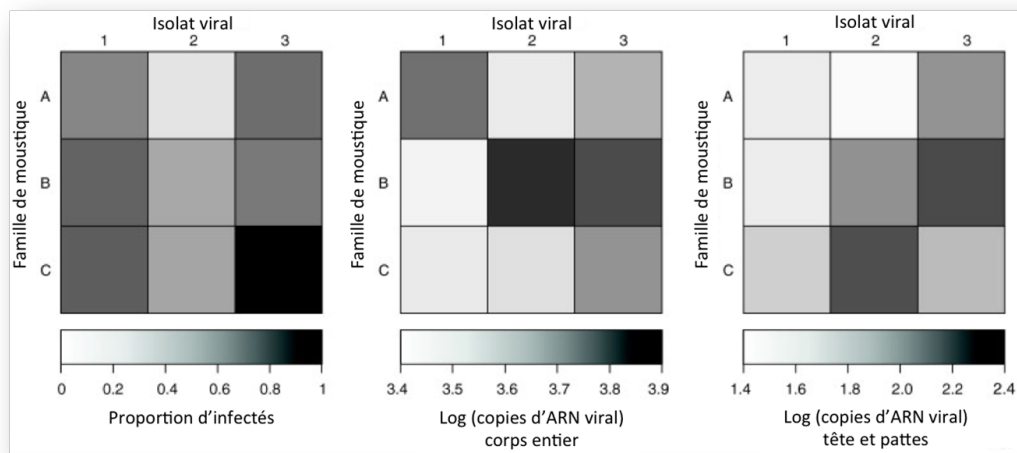 Isolat viral
1 2 3
Famille de moustique
A
B
C
0 0.2 0.4 0.6 0.8 1
Proportion d'infectés
Isolat viral
1 2 3
Famille de moustique
A
B
C
3.4 3.5 3.6 3.7 3.8 3.9
Log (copies d'ARN viral)
corps entier
Isolat viral
1 2 3
Famille de moustique
A
B
C
1.4 1.6 1.8 2.0 2.2 2.4
Log (copies d'ARN viral)
tête et pattes